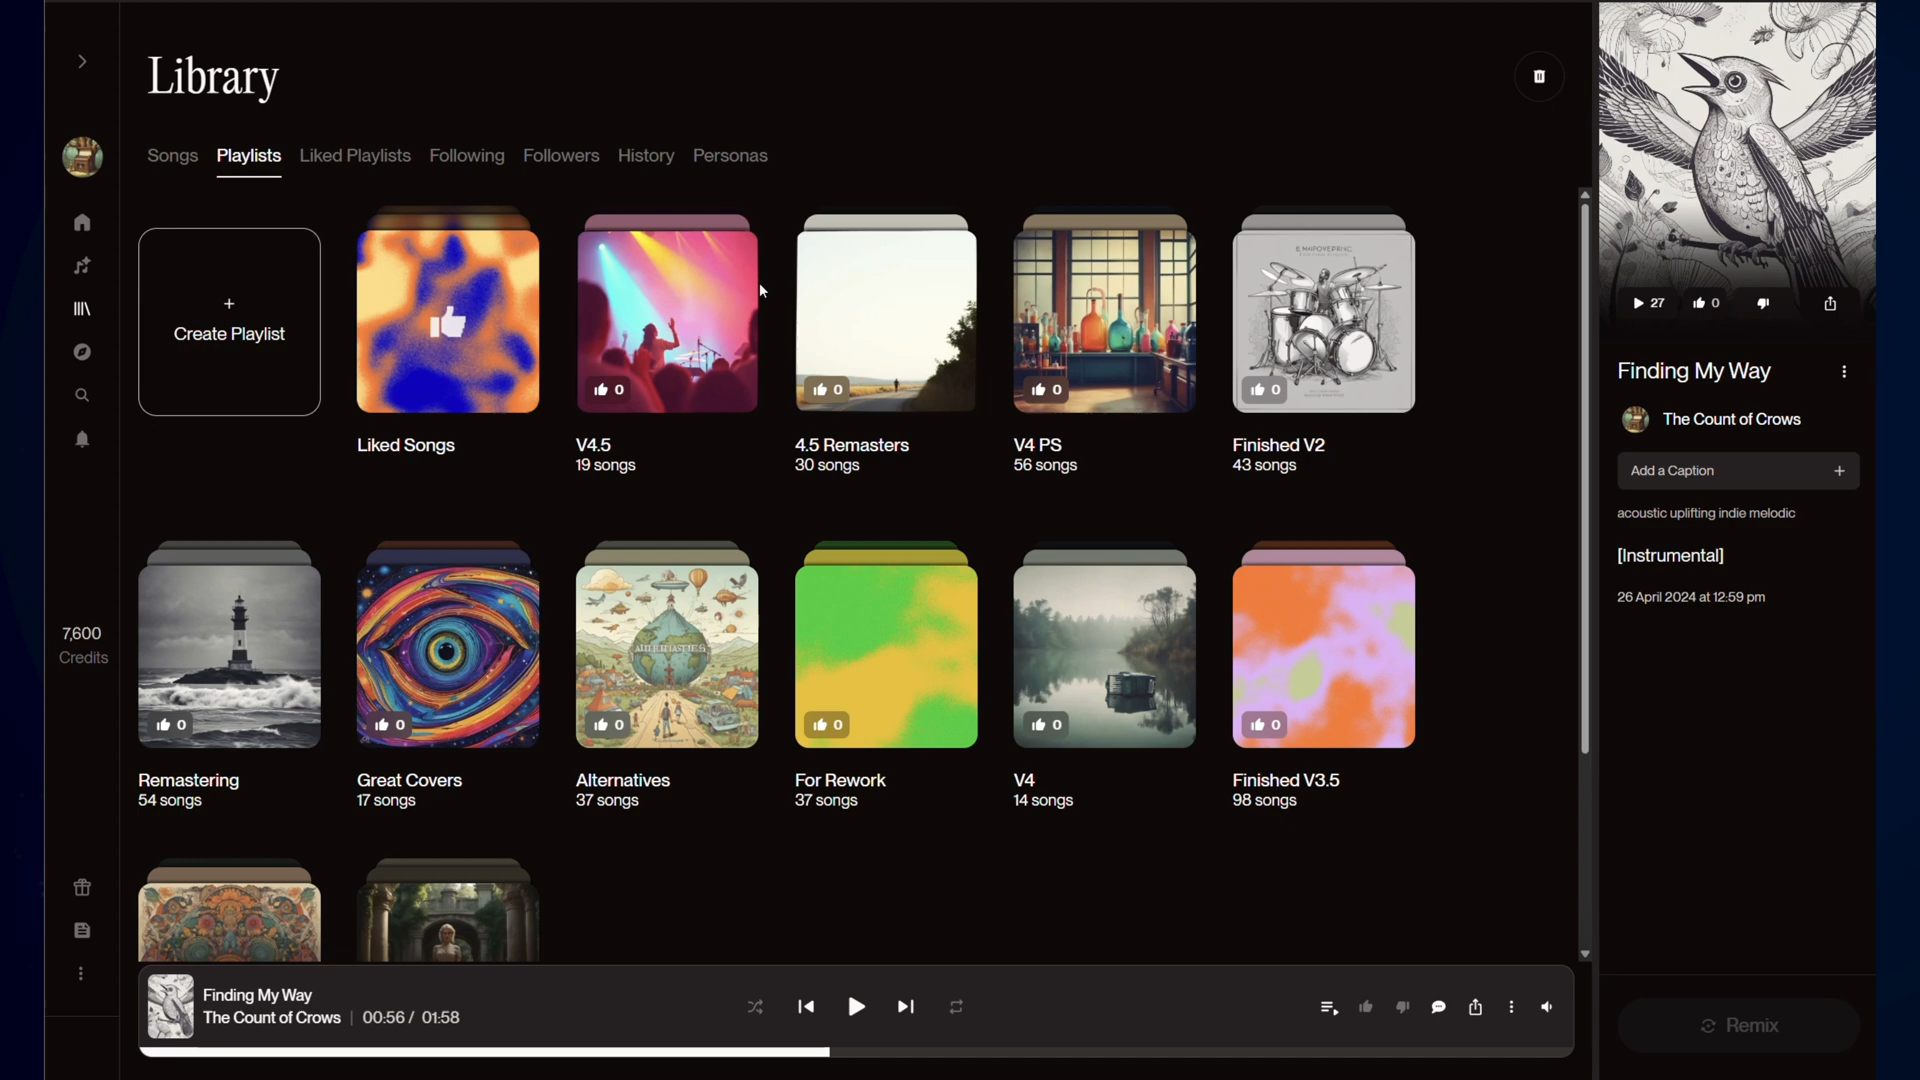 Library
Songs
Playlists
Liked Playlists
Following
Followers
History
Personas
+
Create Playlist
0
0
0
0
Liked Songs
V4.5
19 songs
4.5 Remasters
30 songs
V4 PS
56 songs
Finished V2
43 songs
0
0
0
0
0
0
Remastering
54 songs
Great Covers
17 songs
Alternatives
37 songs
For Rework
37 songs
V4
14 songs
Finished V3.5
98 songs
7,600
Credits
Finding My Way
The Count of Crows | 00:56 / 01:58
27
0
Finding My Way
The Count of Crows
Add a Caption +
acoustic uplifting indie melodic
[Instrumental]
26 April 2024 at 12:59 pm
Remix